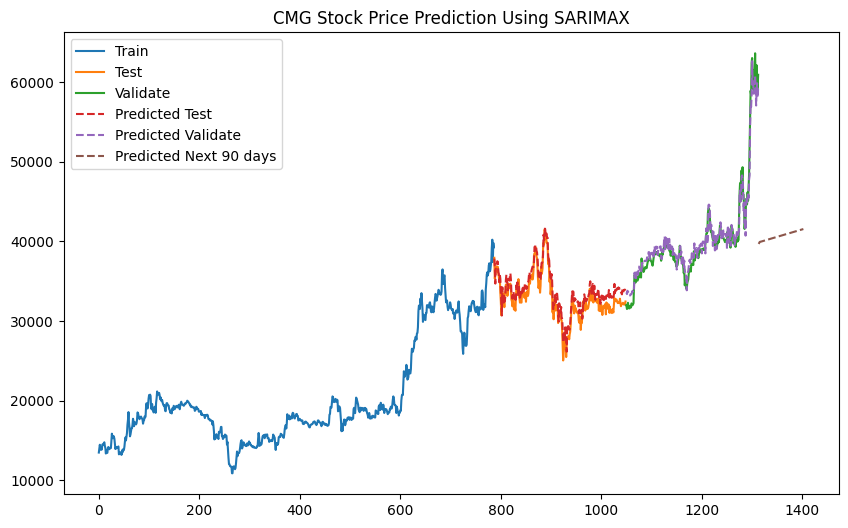 CMG Stock Price Prediction Using SARIMAX
Train
Test
Validate
Predicted Test
Predicted Validate
Predicted Next 90 days
60000
50000
40000
30000
20000
10000
0 200 400 600 800 1000 1200 1400